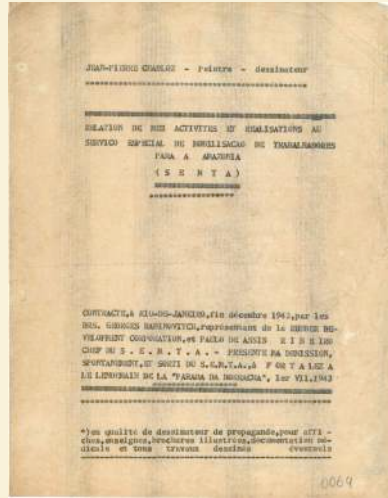 JEAN-PIERRE CHABLOZ - Peintre - dessinateur
RELATION DE MES ACTIVITES ET REALISATIONS AU
SERVICO ESPECIAL DE MOBILISACAO DE TRABALHADORES
PARA A AMAZONIA
( S E M T A )
CONTRACTE, à RIO-DE-JANEIRO, fin décembre 1942, par les
MRS. GEORGES RABINOVITCH, représentant de la RUBBER DE-
VELOPMENT CORPORATION, et PAULO DE ASSIS R I B E I R O
CHEF DU S . E . M . T . A . - PRESENTE MA DEMISSION,
SPONTANEMENT, ET SORTI DU S.E.M.T.A., à F O R T A L E Z A
LE LENDEMAIN DE LA "PARADA DA BORRACHA", 1er VII, 1943
*) en qualité de dessinateur de propagande, pour affi -
ches, enseignes, brochures illustrées, documentation mé-
dicale et tous travaux dessinés éventuels
0064